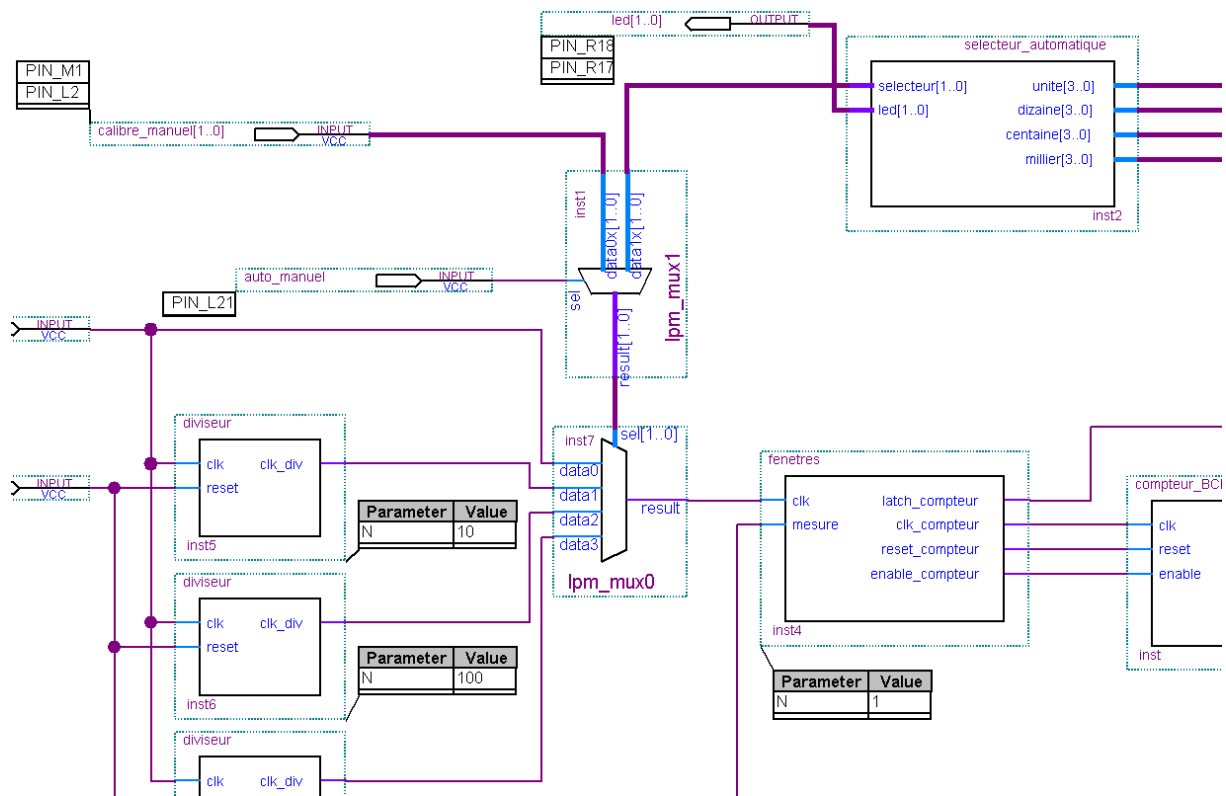 led[1..0]
OUTPUT
PIN_R18
PIN_R17
selecteur_automatique
selecteur[1..0]
led[1..0]
unite[3..0]
dizaine[3..0]
centaine[3..0]
millier[3..0]
inst2
PIN_M1
PIN_L2
calibre_manuel[1..0]
INPUT
VCC
inst1
data0x[1..0]
data1x[1..0]
sel
result[1..0]
lpm_mux1
auto_manuel
INPUT
VCC
PIN_L21
INPUT
VCC
INPUT
VCC
diviseur
clk
clk_div
reset
inst5
Parameter Value
N 10
diviseur
clk
clk_div
reset
inst6
Parameter Value
N 100
diviseur
clk
clk_div
inst7
sel[1..0]
data0
data1
data2
data3
result
lpm_mux0
fenetres
clk
mesure
latch_compteur
clk_compteur
reset_compteur
enable_compteur
inst4
Parameter Value
N 1
compteur_BC
clk
reset
enable
inst